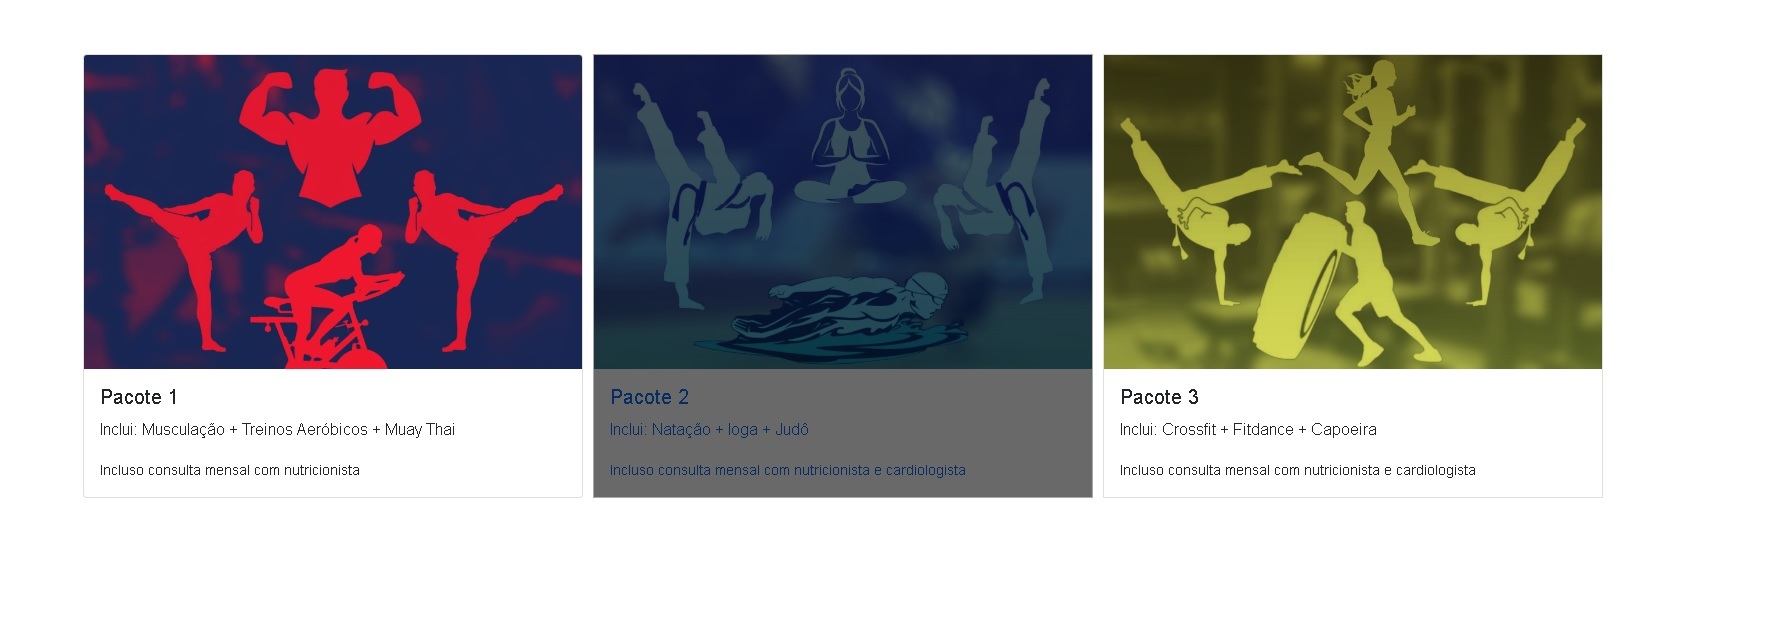 Pacote 1
Inclui: Musculação + Treinos Aeróbicos + Muay Thai
Incluso consulta mensal com nutricionista
Pacote 2
Inclui: Natação + Ioga + Judô
Incluso consulta mensal com nutricionista e cardiologista
Pacote 3
Inclui: Crossfit + Fitdance + Capoeira
Incluso consulta mensal com nutricionista e cardiologista